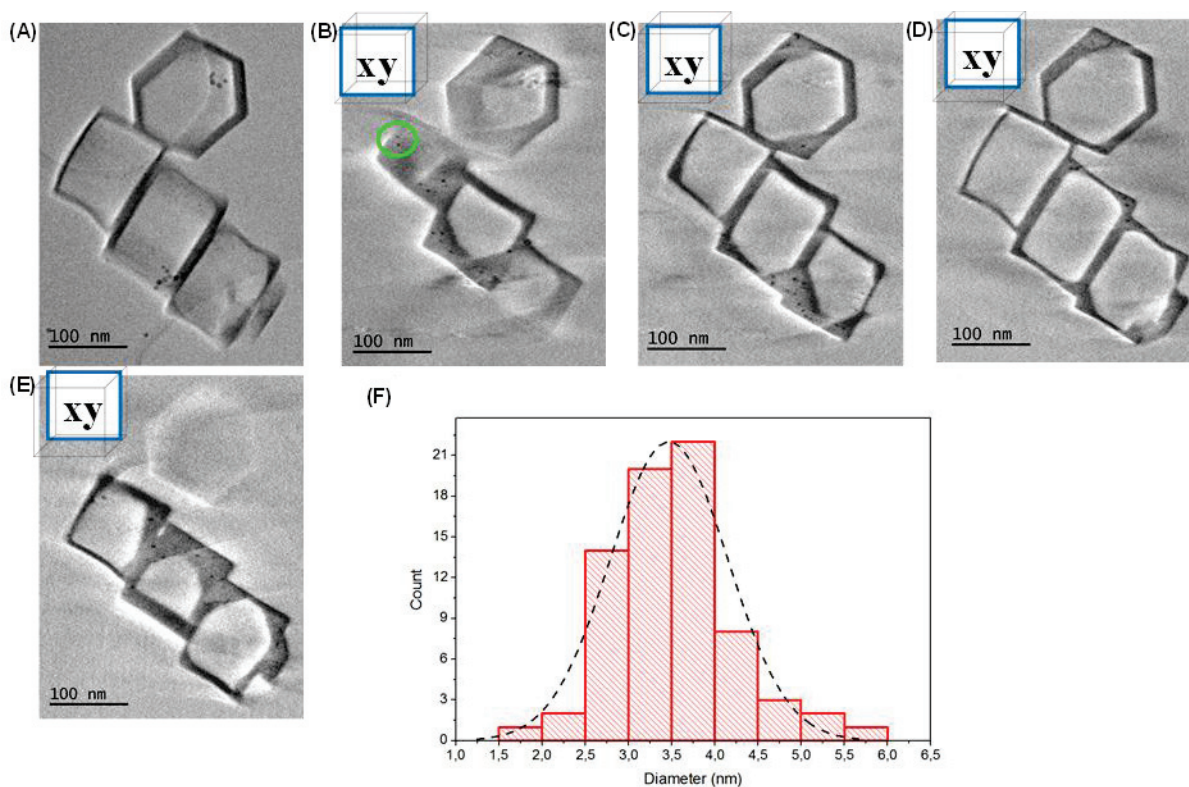 (A)
(B)
(C)
(D)
xy
xy
xy
100 nm
100 nm
100 nm
100 nm
(E)
xy
100 nm
(F)
21
18
15
12
9
6
3
0
Count
1,0 1,5 2,0 2,5 3,0 3,5 4,0 4,5 5,0 5,5 6,0 6,5
Diameter (nm)